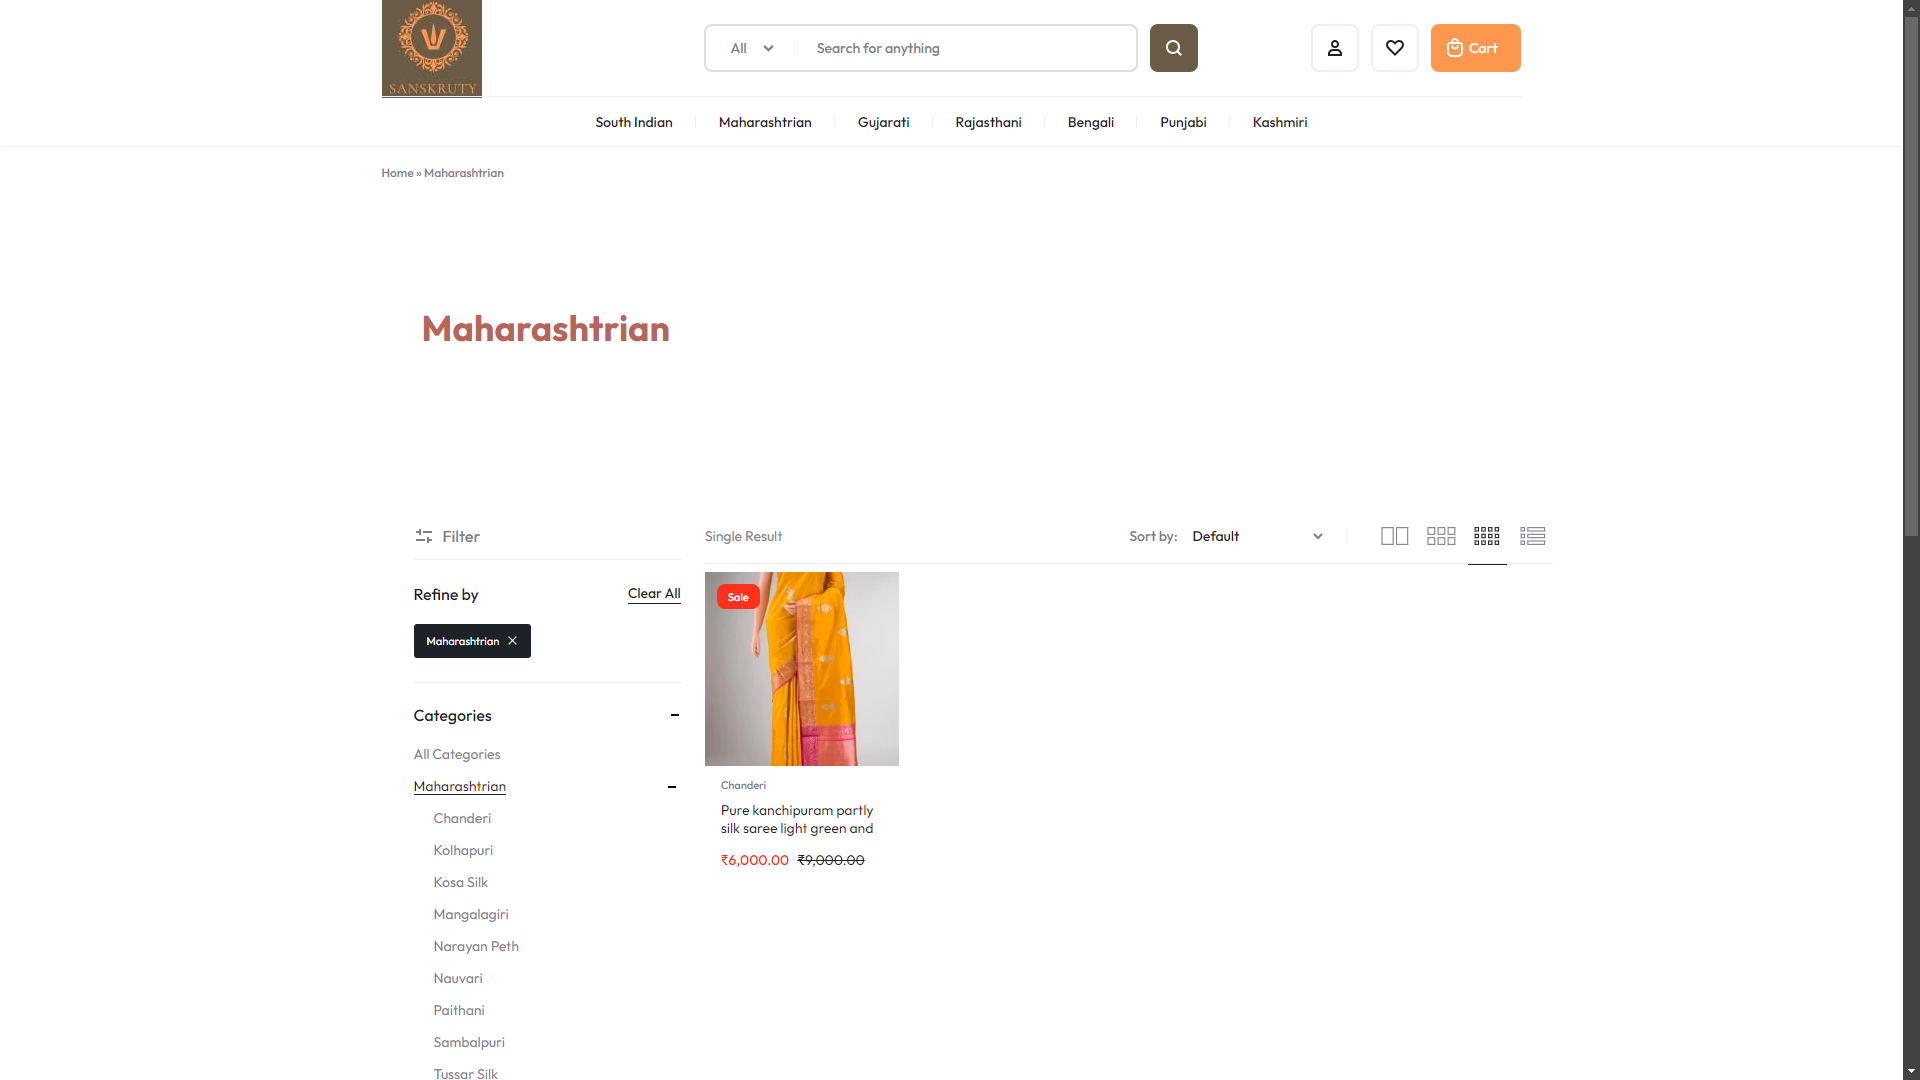 SANSKRUTY
All
Search for anything
Cart
South Indian
Maharashtrian
Gujarati
Rajasthani
Bengali
Punjabi
Kashmiri
Home » Maharashtrian
Maharashtrian
Filter
Single Result
Sort by: Default
Refine by
Clear All
Maharashtrian
Categories
All Categories
Maharashtrian
Chanderi
Kolhapuri
Kosa Silk
Mangalagiri
Narayan Peth
Nauvari
Paithani
Sambalpuri
Tussar Silk
Sale
Chanderi
Pure kanchipuram partly
silk saree light green and
₹6,000.00 ₹9,000.00